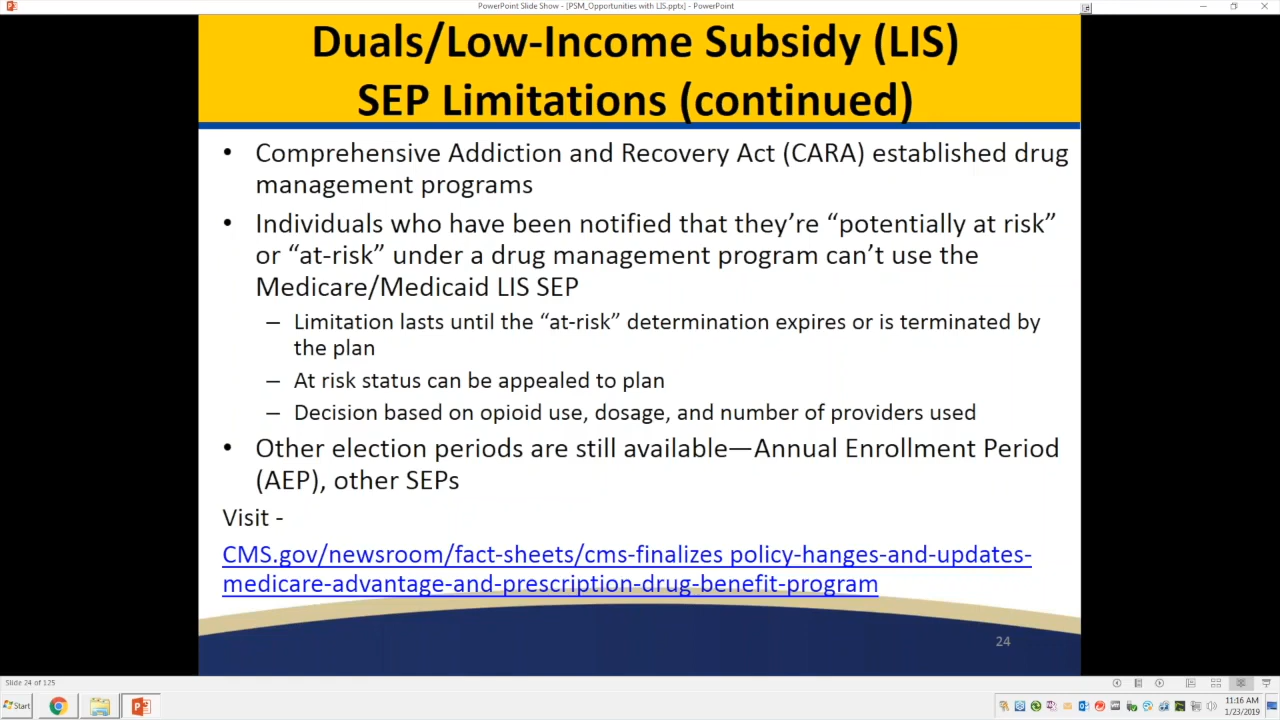 PowerPoint Slide Show - [PSM_Opportunities with LIS.pptx] - PowerPoint
Duals/Low-Income Subsidy (LIS)
SEP Limitations (continued)
• Comprehensive Addiction and Recovery Act (CARA) established drug
management programs
• Individuals who have been notified that they’re “potentially at risk”
or “at-risk” under a drug management program can’t use the
Medicare/Medicaid LIS SEP
– Limitation lasts until the “at-risk” determination expires or is terminated by
the plan
– At risk status can be appealed to plan
– Decision based on opioid use, dosage, and number of providers used
• Other election periods are still available—Annual Enrollment Period
(AEP), other SEPs
Visit -
CMS.gov/newsroom/fact-sheets/cms-finalizes policy-hanges-and-updates-
medicare-advantage-and-prescription-drug-benefit-program
24
Slide 24 of 125
Start
11:16 AM
1/23/2019